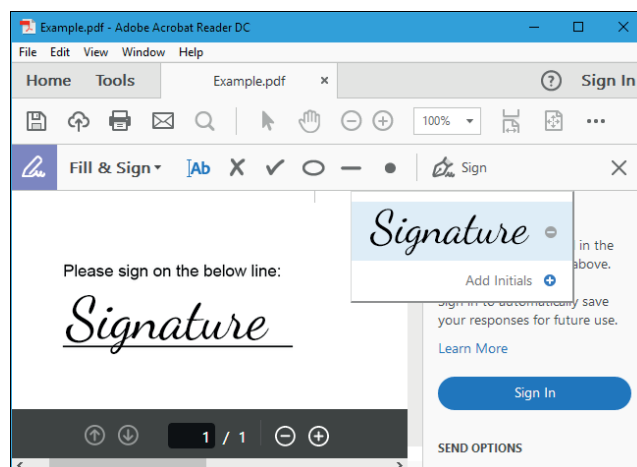 Example.pdf - Adobe Acrobat Reader DC
File Edit View Window Help
Home Tools Example.pdf × ? Sign In
100%
Fill & Sign Ab Sign
Signature
Add Initials
in the
above.
Please sign on the below line:
Signature
Sign in to automatically save
your responses for future use.
Learn More
Sign In
1 / 1
SEND OPTIONS